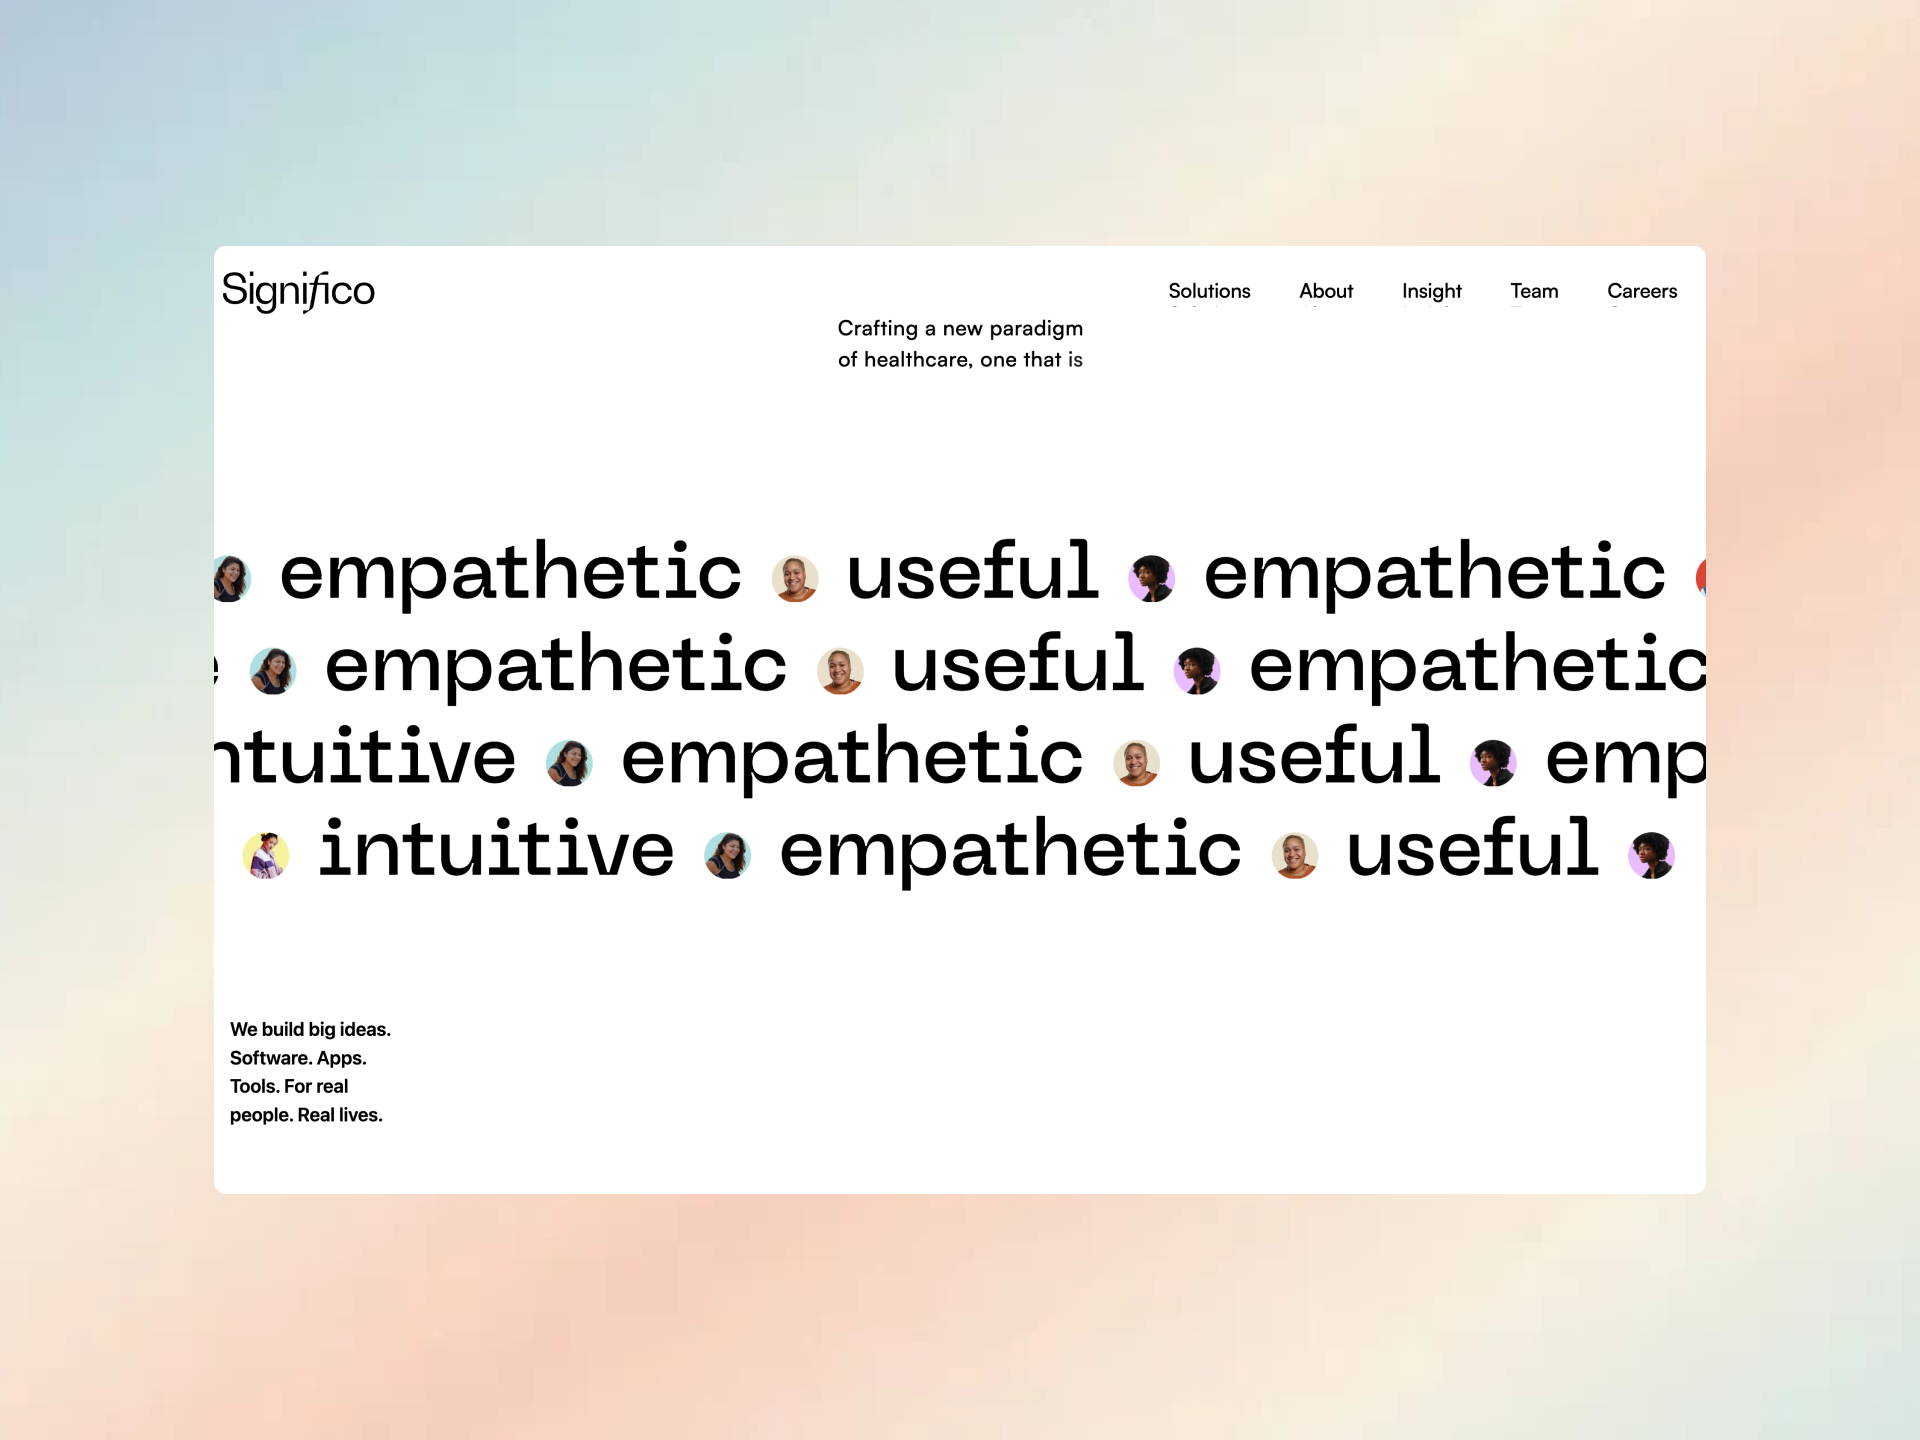 Significo
Solutions About Insight Team Careers
Crafting a new paradigm
of healthcare, one that is
empathetic useful empathetic
e empathetic useful empathetic
ntuitive empathetic useful emp
intuitive empathetic useful
We build big ideas.
Software. Apps.
Tools. For real
people. Real lives.